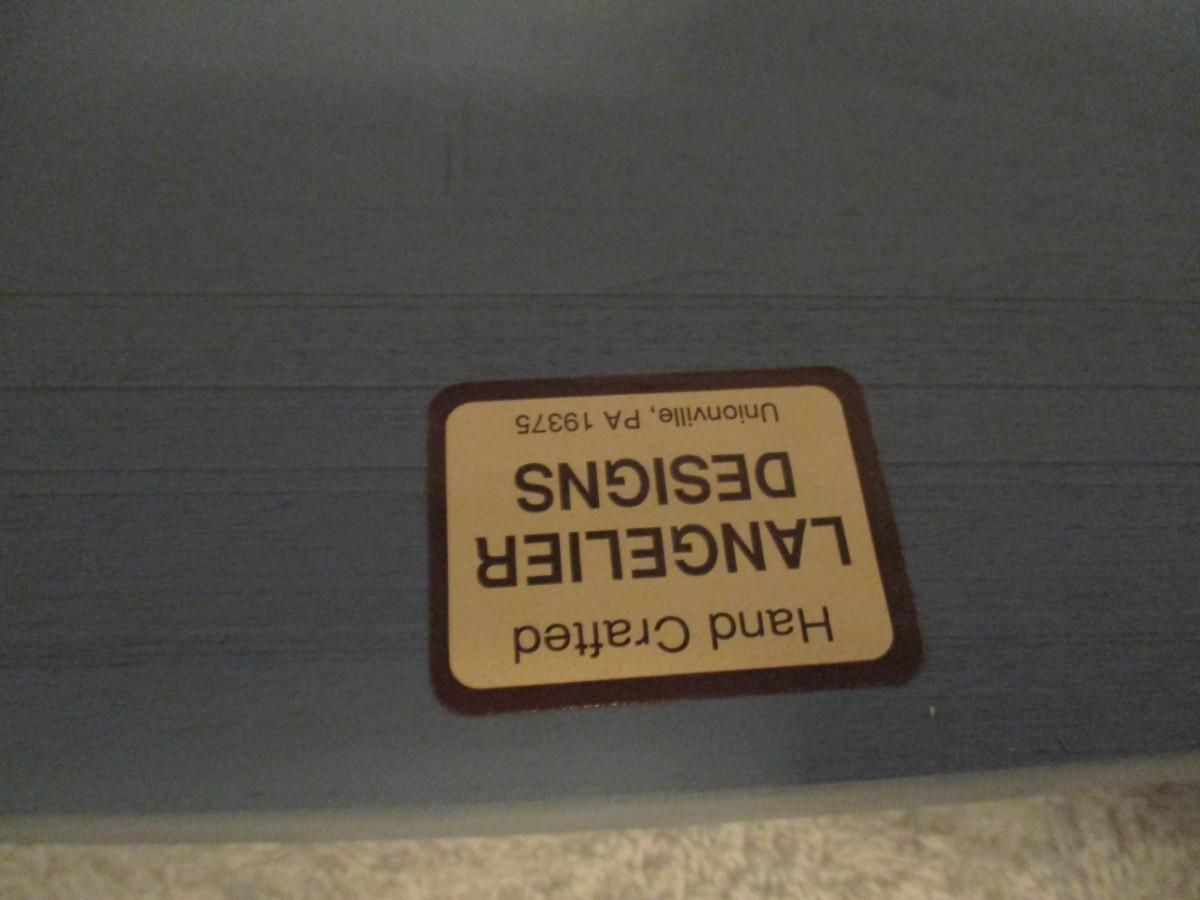 Hand Crafted
LANGELIER
DESIGNS
Unionville, PA 19375